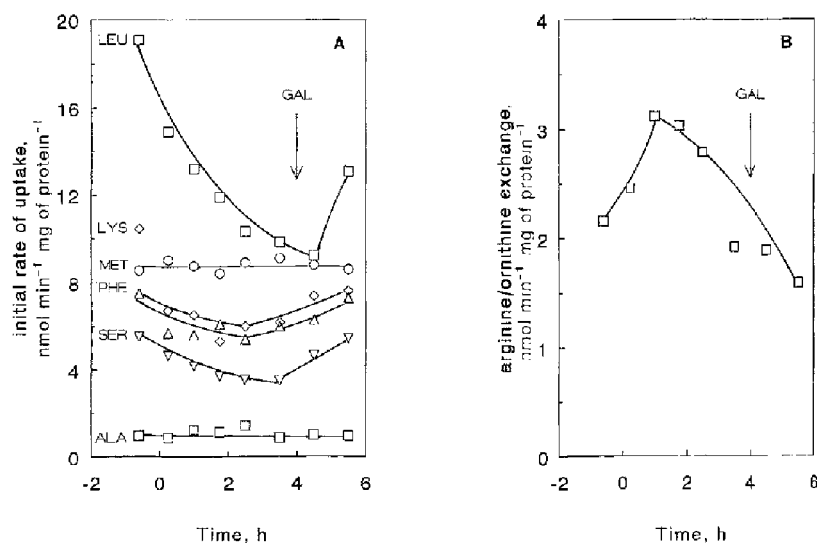 A
initial rate of uptake,
nmol min⁻¹ mg of protein⁻¹
20
16
12
8
4
0
LEU
LYS
MET
PHE
SER
ALA
GAL
-2 0 2 4 6
Time, h
B
arginine/ornithine exchange,
nmol min⁻¹ mg of protein⁻¹
4
3
2
1
0
GAL
-2 0 2 4 6
Time, h